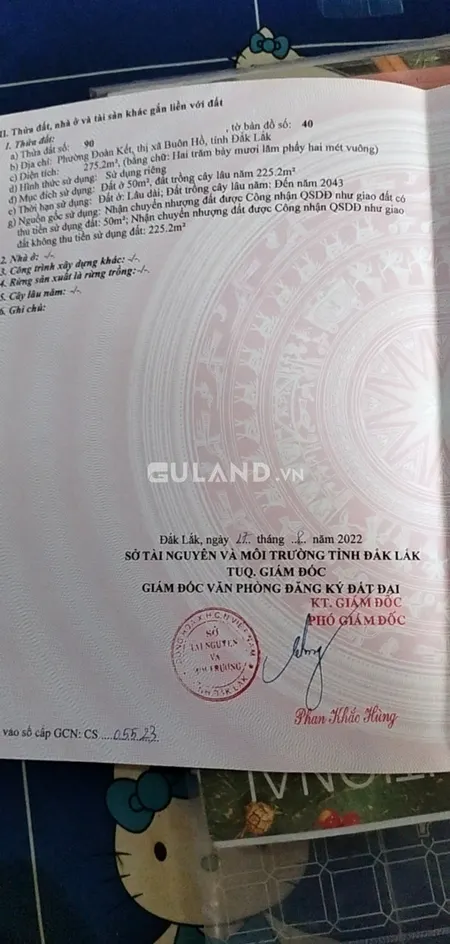 II. Thửa đất, nhà ở và tài sản khác gắn liền với đất
1. Thửa đất:
a) Thửa đất số: 90 , tờ bản đồ số: 40
b) Địa chỉ: Phường Đoàn Kết, thị xã Buôn Hồ, tỉnh Đắk Lắk
c) Diện tích: 275.2m², (bằng chữ: Hai trăm bảy mươi lăm phẩy hai mét vuông)
d) Hình thức sử dụng: Sử dụng riêng
đ) Mục đích sử dụng: Đất ở 50m², đất trồng cây lâu năm 225.2m²
e) Thời hạn sử dụng: Đất ở: Lâu dài; Đất trồng cây lâu năm: Đến năm 2043
g) Nguồn gốc sử dụng: Nhận chuyển nhượng đất được Công nhận QSDĐ như giao đất có
thu tiền sử dụng đất: 50m²; Nhận chuyển nhượng đất được Công nhận QSDĐ như giao
đất không thu tiền sử dụng đất: 225.2m²
2. Nhà ở: -/-
3. Công trình xây dựng khác: -/-
4. Rừng sản xuất là rừng trồng: -/-
5. Cây lâu năm: -/-
6. Ghi chú:
GULAND.VN
Đắk Lắk, ngày 27 tháng năm 2022
SỞ TÀI NGUYÊN VÀ MÔI TRƯỜNG TỈNH ĐẮK LẮK
TUQ. GIÁM ĐỐC
GIÁM ĐỐC VĂN PHÒNG ĐĂNG KÝ ĐẤT ĐAI
KT. GIÁM ĐỐC
PHÓ GIÁM ĐỐC
SỞ
TÀI NGUYÊN
VÀ
MÔI TRƯỜNG
TỈNH ĐẮK LẮK
Phan Khắc Hùng
vào sổ cấp GCN: CS 05523